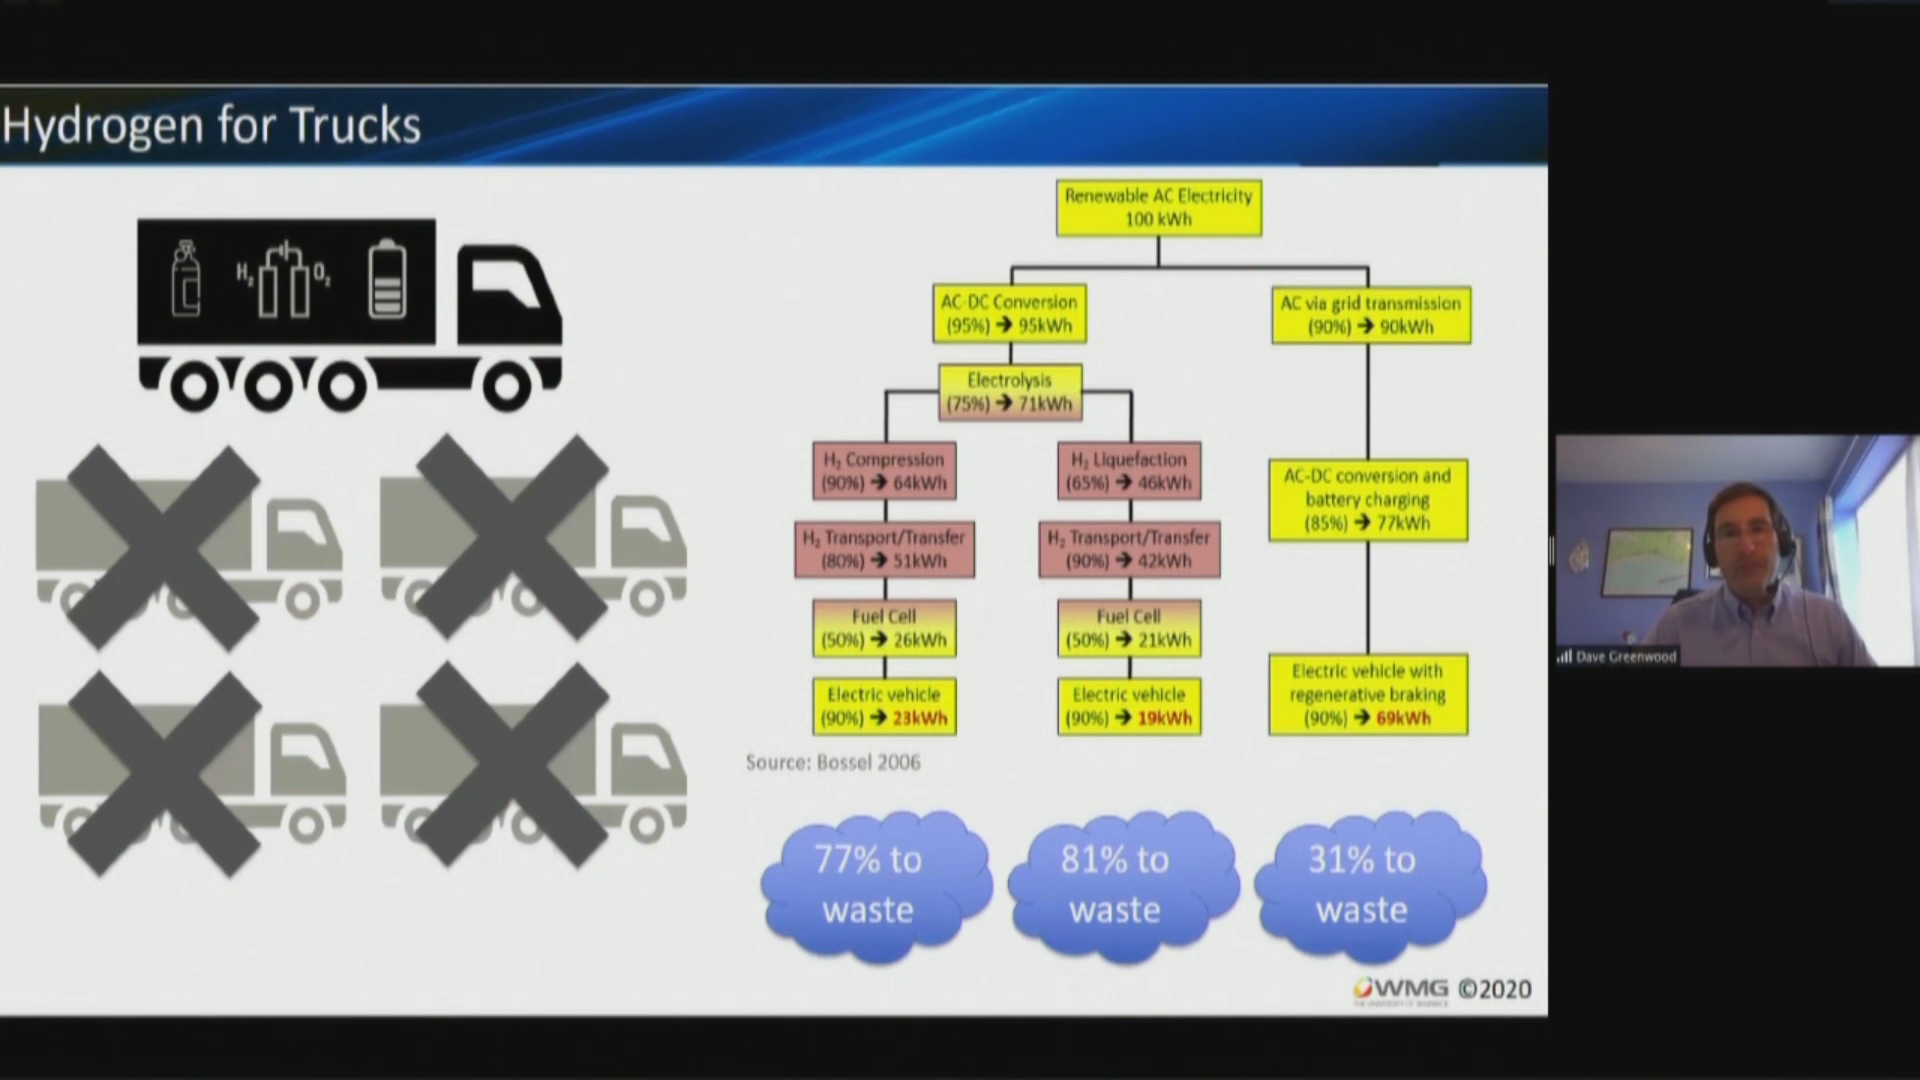 Hydrogen for Trucks
H₂
O₂
Renewable AC Electricity
100 kWh
AC-DC Conversion
(95%) → 95kWh
AC via grid transmission
(90%) → 90kWh
Electrolysis
(75%) → 71kWh
H₂ Compression
(90%) → 64kWh
H₂ Liquefaction
(65%) → 46kWh
AC-DC conversion and
battery charging
(85%) → 77kWh
H₂ Transport/Transfer
(80%) → 51kWh
H₂ Transport/Transfer
(90%) → 42kWh
Fuel Cell
(50%) → 26kWh
Fuel Cell
(50%) → 21kWh
Electric vehicle
(90%) → 23kWh
Electric vehicle
(90%) → 19kWh
Electric vehicle with
regenerative braking
(90%) → 69kWh
Source: Bossel 2006
77% to
waste
81% to
waste
31% to
waste
WMG ©2020
Dave Greenwood